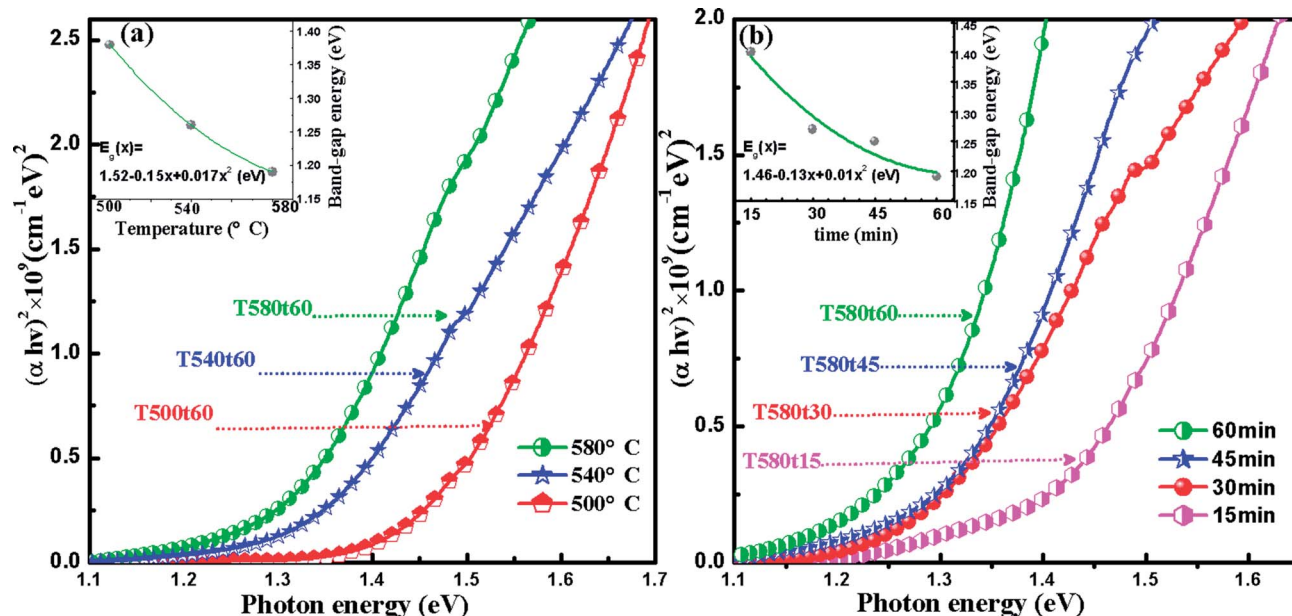 (a)
2.5
2.0
1.5
1.0
0.5
0.0
(α hv)²×10⁹(cm⁻¹ eV)²
1.1 1.2 1.3 1.4 1.5 1.6 1.7
Photon energy (eV)
E_g(x)=
1.52-0.15x+0.017x² (eV)
500 540 580
Temperature (° C)
1.40
1.35
1.30
1.25
1.20
1.15
Band-gap energy (eV)
T580t60
T540t60
T500t60
580° C
540° C
500° C
(b)
2.0
1.5
1.0
0.5
0.0
(α hv)²×10⁹(cm⁻¹ eV)²
1.1 1.2 1.3 1.4 1.5 1.6
Photon energy (eV)
E_g(x)=
1.46-0.13x+0.01x² (eV)
15 30 45 60
time (min)
1.45
1.40
1.35
1.30
1.25
1.20
1.15
Band-gap energy (eV)
T580t60
T580t45
T580t30
T580t15
60min
45min
30min
15min